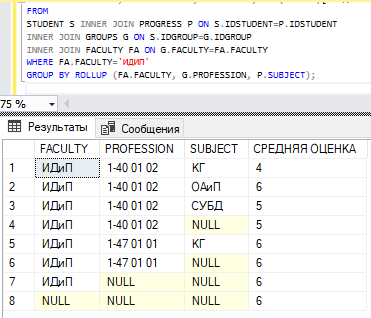 FROM
STUDENT S INNER JOIN PROGRESS P ON S.IDSTUDENT=P.IDSTUDENT
INNER JOIN GROUPS G ON S.IDGROUP=G.IDGROUP
INNER JOIN FACULTY FA ON G.FACULTY=FA.FACULTY
WHERE FA.FACULTY='ИДИП'
GROUP BY ROLLUP (FA.FACULTY, G.PROFESSION, P.SUBJECT);
75 %
Результаты Сообщения
FACULTY PROFESSION SUBJECT СРЕДНЯЯ ОЦЕНКА
1 ИДиП 1-40 01 02 КГ 4
2 ИДиП 1-40 01 02 ОАиП 6
3 ИДиП 1-40 01 02 СУБД 5
4 ИДиП 1-40 01 02 NULL 5
5 ИДиП 1-47 01 01 КГ 6
6 ИДиП 1-47 01 01 NULL 6
7 ИДиП NULL NULL 6
8 NULL NULL NULL 6